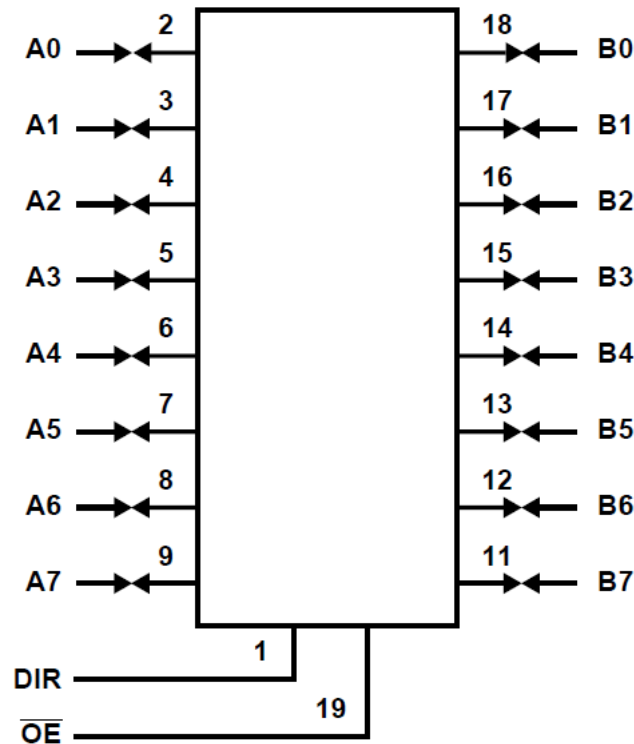 A0 2 18 B0
A1 3 17 B1
A2 4 16 B2
A3 5 15 B3
A4 6 14 B4
A5 7 13 B5
A6 8 12 B6
A7 9 11 B7
DIR 1
O̅E̅ 19